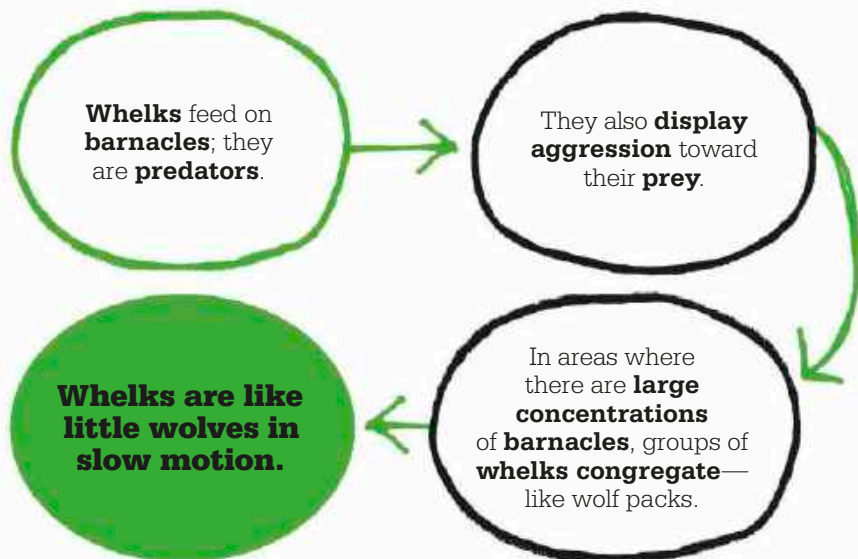 Whelks feed on
barnacles; they
are predators.
They also display
aggression toward
their prey.
In areas where
there are large
concentrations
of barnacles, groups of
whelks congregate—
like wolf packs.
Whelks are like
little wolves in
slow motion.